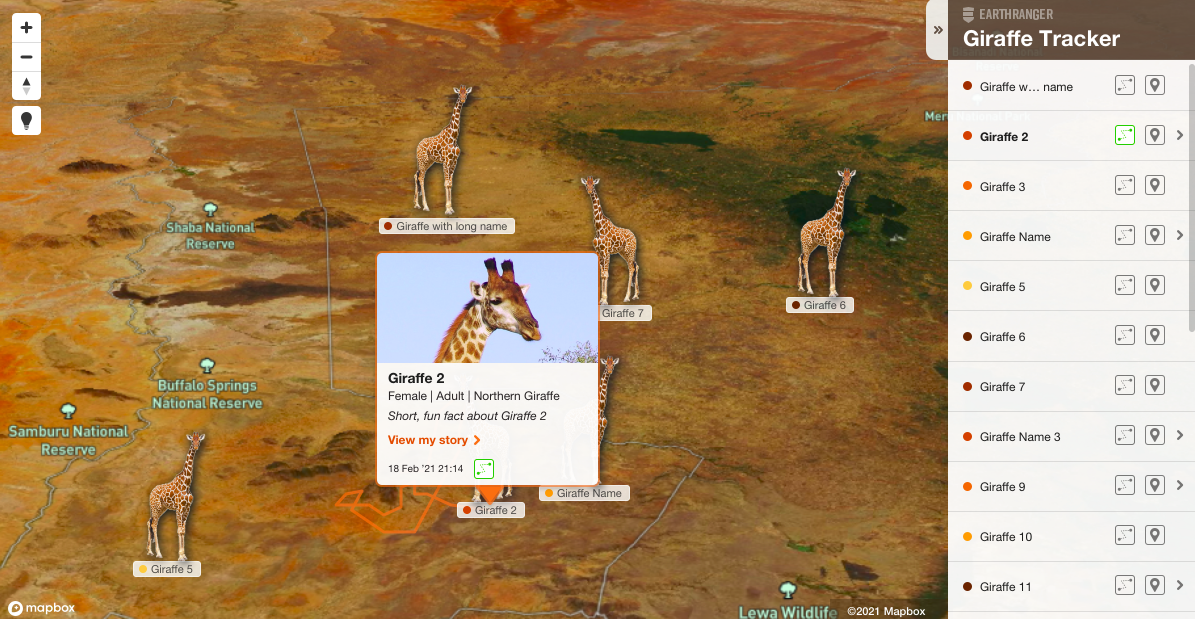 Shaba National
Reserve
Giraffe with long name
Giraffe 7
Giraffe 6
Buffalo Springs
National Reserve
Samburu National
Reserve
Giraffe 2
Female | Adult | Northern Giraffe
Short, fun fact about Giraffe 2
View my story
18 Feb '21 21:14
Giraffe Name
Giraffe 2
Giraffe 5
mapbox
Lewa Wildlife
©2021 Mapbox
EARTHRANGER
Giraffe Tracker
Giraffe w... name
Giraffe 2
Giraffe 3
Giraffe Name
Giraffe 5
Giraffe 6
Giraffe 7
Giraffe Name 3
Giraffe 9
Giraffe 10
Giraffe 11